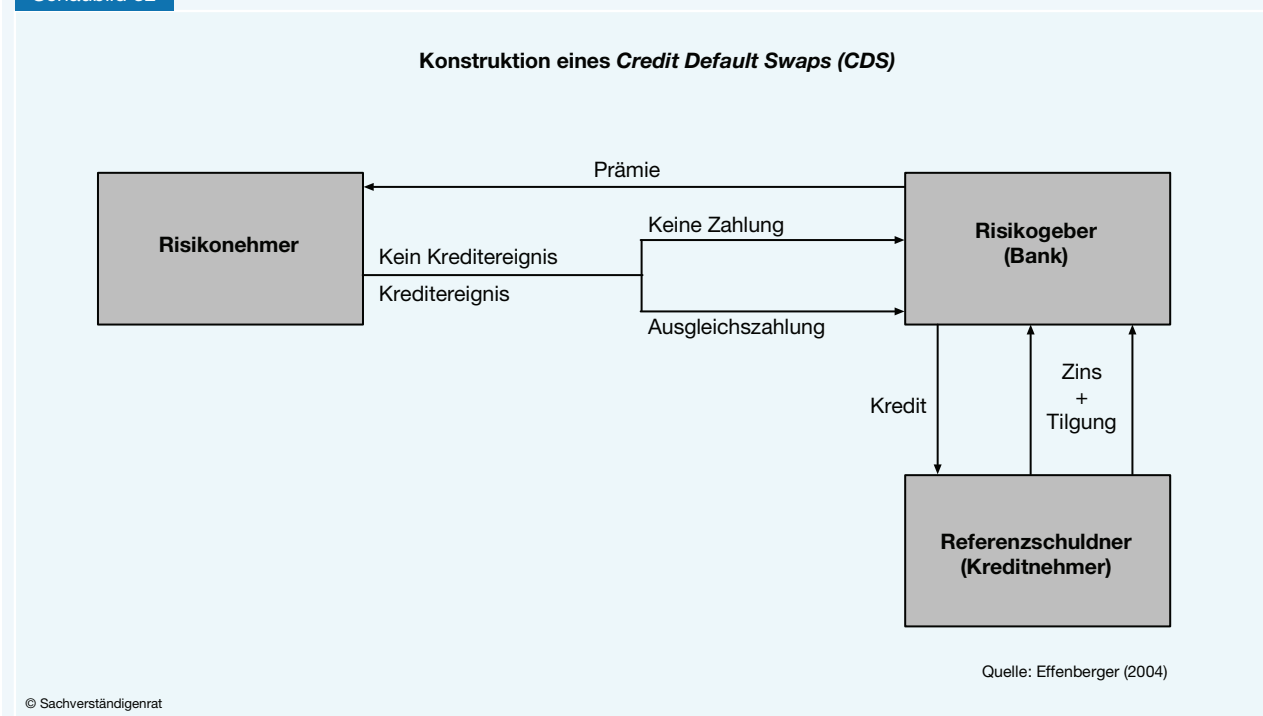 Konstruktion eines Credit Default Swaps (CDS)
Prämie
Risikonehmer
Kein Kreditereignis
Kreditereignis
Keine Zahlung
Ausgleichszahlung
Risikogeber
(Bank)
Kredit
Zins
+
Tilgung
Referenzschuldner
(Kreditnehmer)
Quelle: Effenberger (2004)
© Sachverständigenrat